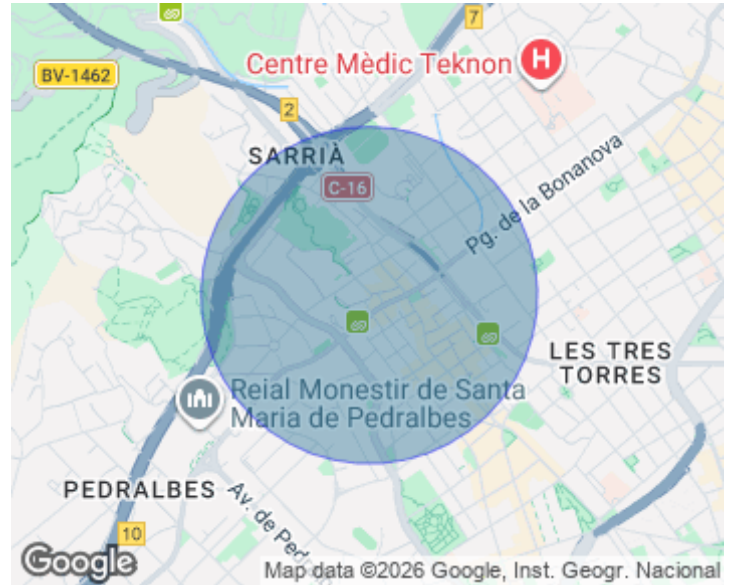 7
Centre Mèdic Teknon
H
BV-1462
2
SARRIÀ
C-16
Pg. de la Bonanova
LES TRES
TORRES
Reial Monestir de Santa
Maria de Pedralbes
PEDRALBES
Av. de Ped
10
Google
Map data ©2026 Google, Inst. Geogr. Nacional